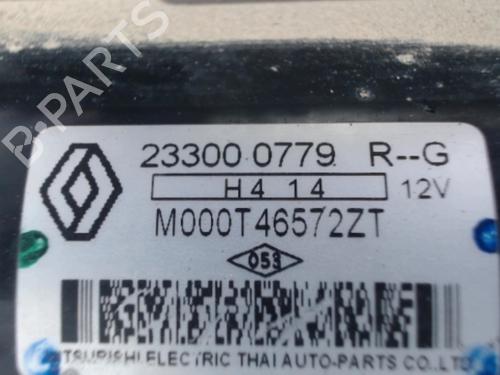 B-PARTS
23300 0779 R--G
H4 14 12V
M000T46572ZT
053
MITSUBISHI ELECTRIC THAI AUTO-PARTS CO.,LTD